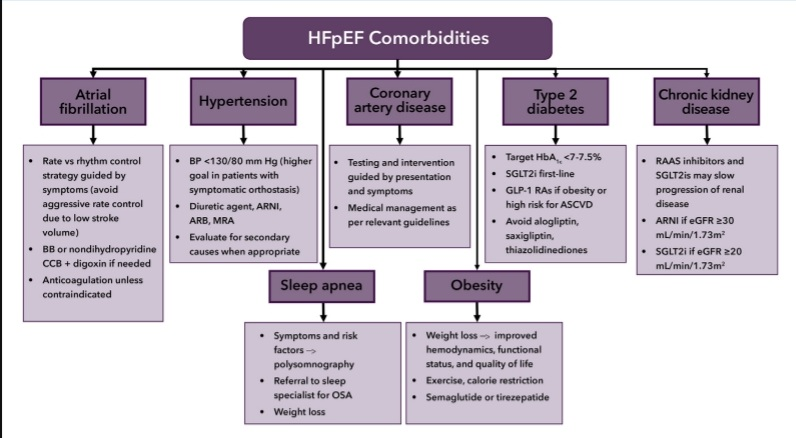 HFpEF Comorbidities
Atrial
fibrillation
• Rate vs rhythm control
strategy guided by
symptoms (avoid
aggressive rate control
due to low stroke
volume)
• BB or nondihydropyridine
CCB + digoxin if needed
• Anticoagulation unless
contraindicated
Hypertension
• BP <130/80 mm Hg (higher
goal in patients with
symptomatic orthostasis)
• Diuretic agent, ARNI,
ARB, MRA
• Evaluate for secondary
causes when appropriate
Coronary
artery disease
• Testing and intervention
guided by presentation
and symptoms
• Medical management as
per relevant guidelines
Type 2
diabetes
• Target HbA₁c <7-7.5%
• SGLT2i first-line
• GLP-1 RAs if obesity or
high risk for ASCVD
• Avoid alogliptin,
saxigliptin,
thiazolidinediones
Chronic kidney
disease
• RAAS inhibitors and
SGLT2is may slow
progression of renal
disease
• ARNI if eGFR ≥30
mL/min/1.73m²
• SGLT2i if eGFR ≥20
mL/min/1.73m²
Sleep apnea
• Symptoms and risk
factors –>
polysomnography
• Referral to sleep
specialist for OSA
• Weight loss
Obesity
• Weight loss –> improved
hemodynamics, functional
status, and quality of life
• Exercise, calorie restriction
• Semaglutide or tirzepatide